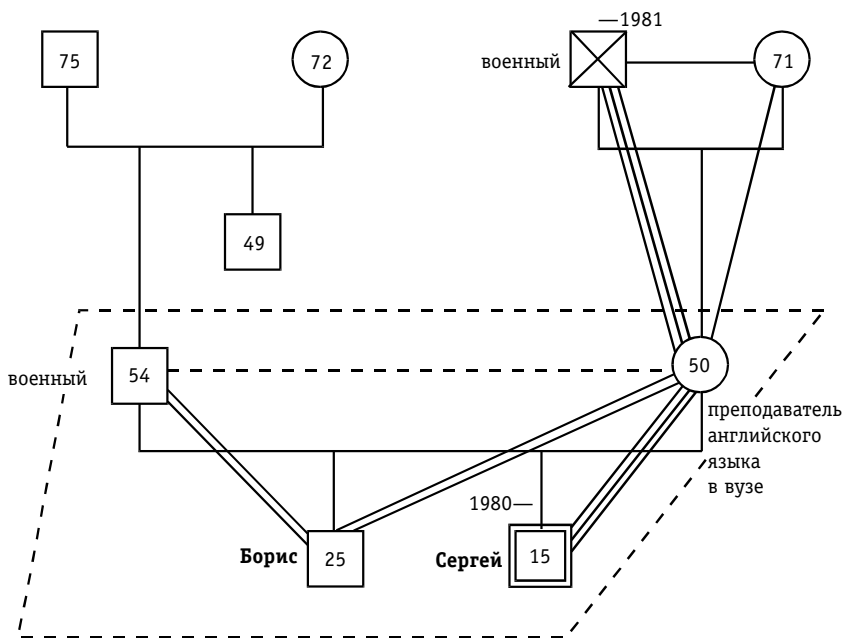 —1981
75
72
военный
71
49
военный
54
50
преподаватель
английского
языка
в вузе
1980—
Борис
25
Сергей
15